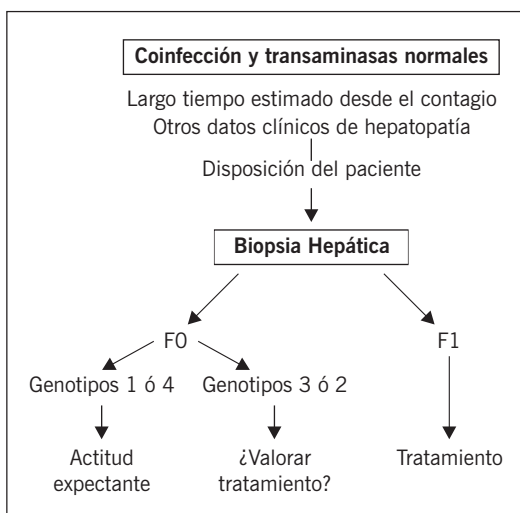 Coinfección y transaminasas normales
Largo tiempo estimado desde el contagio
Otros datos clínicos de hepatopatía
Disposición del paciente
Biopsia Hepática
F0 F1
Genotipos 1 ó 4 Genotipos 3 ó 2
Actitud ¿Valorar Tratamiento
expectante tratamiento?